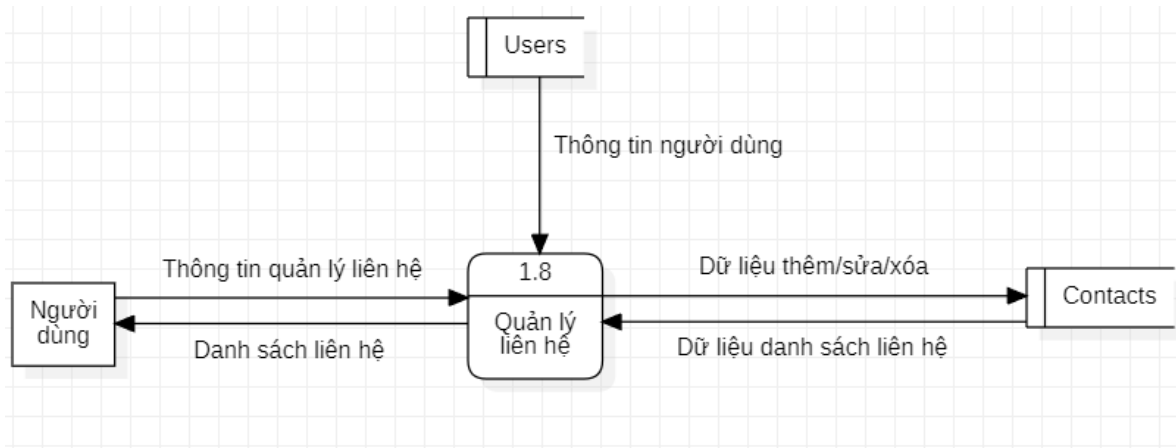 Users
Thông tin người dùng
Thông tin quản lý liên hệ
1.8
Dữ liệu thêm/sửa/xóa
Người
dùng
Quản lý
liên hệ
Contacts
Danh sách liên hệ
Dữ liệu danh sách liên hệ